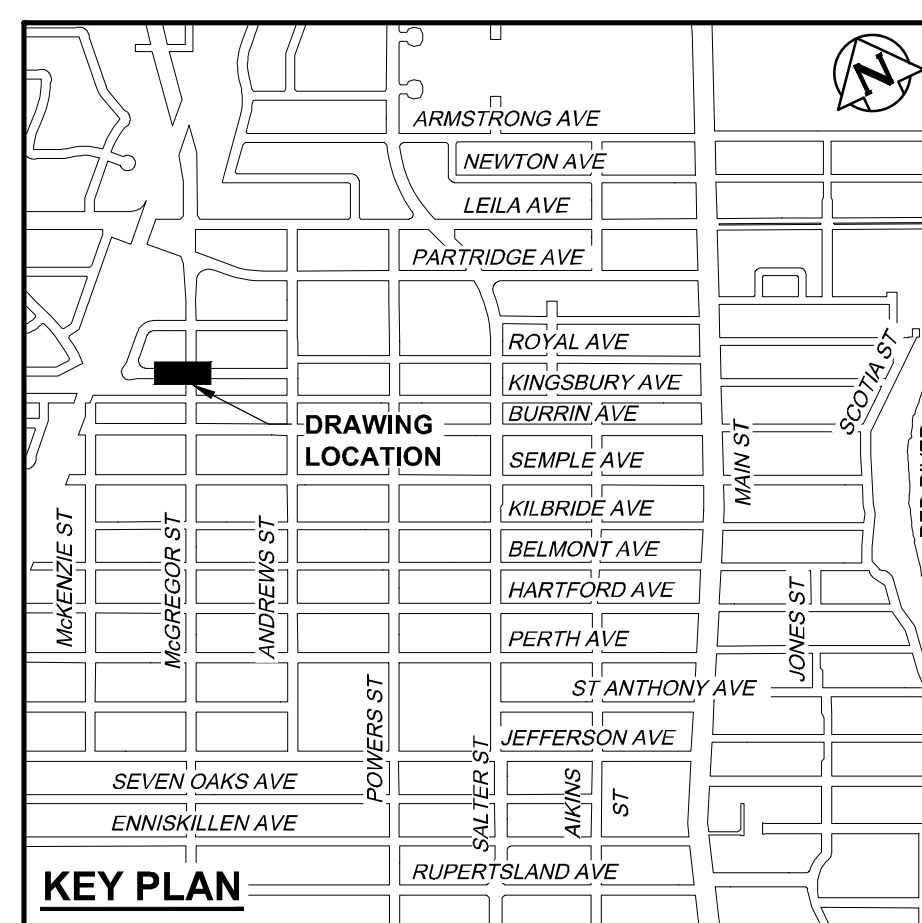 N
ARMSTRONG AVE
NEWTON AVE
LEILA AVE
PARTRIDGE AVE
ROYAL AVE
KINGSBURY AVE
BURRIN AVE
SCOTIA ST
DRAWING
LOCATION
SEMPLE AVE
MAIN ST
KILBRIDE AVE
BELMONT AVE
HARTFORD AVE
PERTH AVE
McKENZIE ST
McGREGOR ST
ANDREWS ST
JONES ST
ST ANTHONY AVE
JEFFERSON AVE
POWERS ST
SALTER ST
AIKINS
ST
SEVEN OAKS AVE
ENNISKILLEN AVE
RUPERTSLAND AVE
KEY PLAN